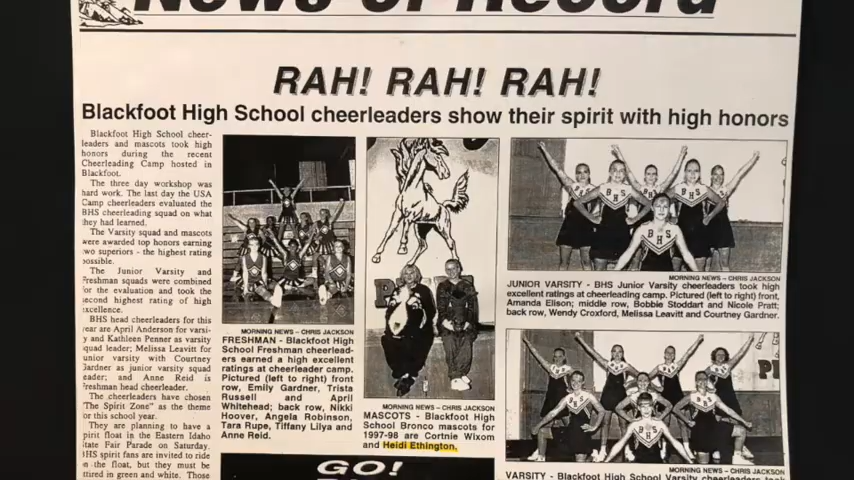 News of Record
RAH! RAH! RAH!
Blackfoot High School cheerleaders show their spirit with high honors
Blackfoot High School cheer-
leaders and mascots took high
honors during the recent
Cheerleading Camp hosted in
Blackfoot.
The three day workshop was
hard work. The last day the USA
Camp cheerleaders evaluated the
BHS cheerleading squad on what
they had learned.
The Varsity squad and mascots
were awarded top honors earning
two superiors - the highest rating
possible.
The Junior Varsity and
Freshman squads were combined
for the evaluation and took the
second highest rating of high
excellence.
BHS head cheerleaders for this
year are April Anderson for varsi-
y and Kathleen Penner as varsity
squad leader; Melissa Leavitt for
junior varsity with Courtney
Gardner as junior varsity squad
leader; and Anne Reid is
Freshman head cheerleader.
The cheerleaders have chosen
"The Spirit Zone" as the theme
for this school year.
They are planning to have a
spirit float in the Eastern Idaho
State Fair Parade on Saturday.
BHS spirit fans are invited to ride
on the float, but they must be
attired in green and white. Those
MORNING NEWS – CHRIS JACKSON
FRESHMAN - Blackfoot High
School Freshman cheerlead-
ers earned a high excellent
ratings at cheerleader camp.
Pictured (left to right) front
row, Emily Gardner, Trista
Russell and April
Whitehead; back row, Nikki
Hoover, Angela Robinson,
Tara Rupe, Tiffany Lilya and
Anne Reid.
MORNING NEWS – CHRIS JACKSON
MASCOTS – Blackfoot High
School Bronco mascots for
1997-98 are Cortnie Wixom
and Heidi Ethington.
GO!
BHS
MORNING NEWS – CHRIS JACKSON
JUNIOR VARSITY - BHS Junior Varsity cheerleaders took high
excellent ratings at cheerleading camp. Pictured (left to right) front,
Amanda Elison; middle row, Bobbie Stoddart and Nicole Pratt;
back row, Wendy Croxford, Melissa Leavitt and Courtney Gardner.
BHS
MORNING NEWS – CHRIS JACKSON
VARSITY - Blackfoot High School Varsity cheerleaders took